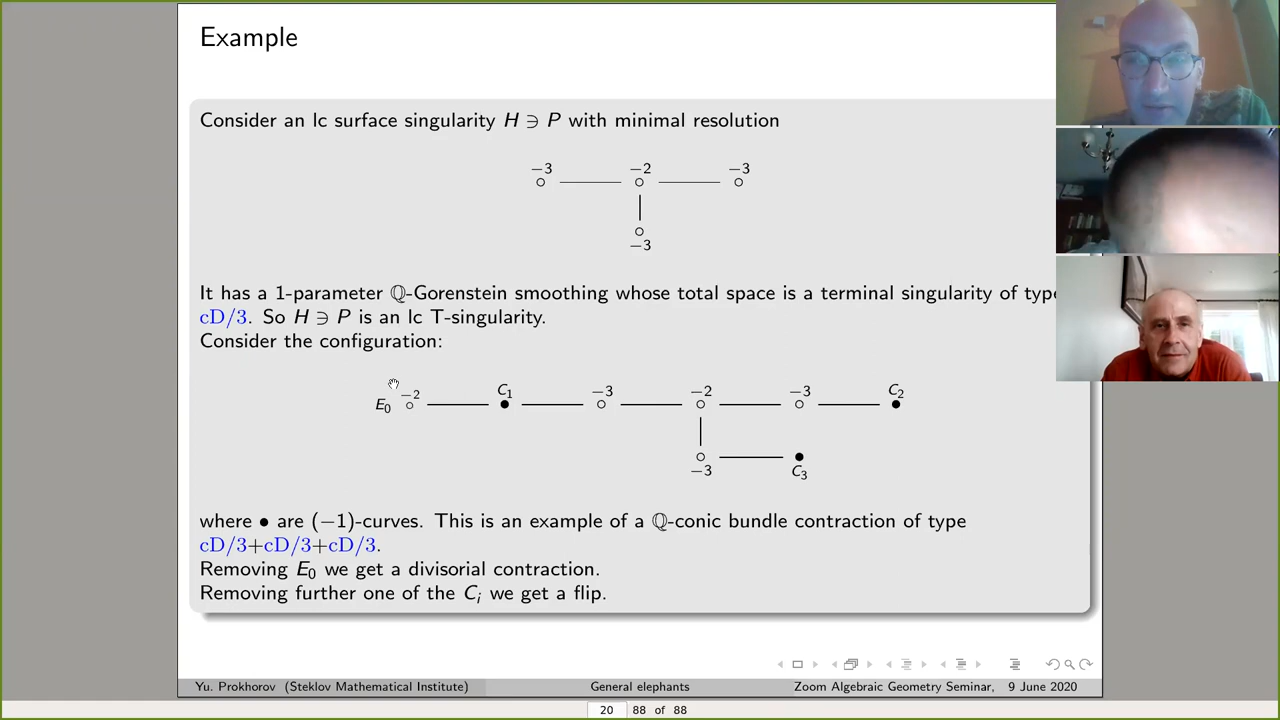 Example
Consider an lc surface singularity H ∋ P with minimal resolution
−3 −2 −3
−3
It has a 1-parameter ℚ-Gorenstein smoothing whose total space is a terminal singularity of type
cD/3. So H ∋ P is an lc T-singularity.
Consider the configuration:
E₀ −2 C₁ −3 −2 −3 C₂
−3 C₃
where • are (−1)-curves. This is an example of a ℚ-conic bundle contraction of type
cD/3+cD/3+cD/3.
Removing E₀ we get a divisorial contraction.
Removing further one of the Cᵢ we get a flip.
Yu. Prokhorov (Steklov Mathematical Institute) General elephants Zoom Algebraic Geometry Seminar, 9 June 2020
20 88 of 88